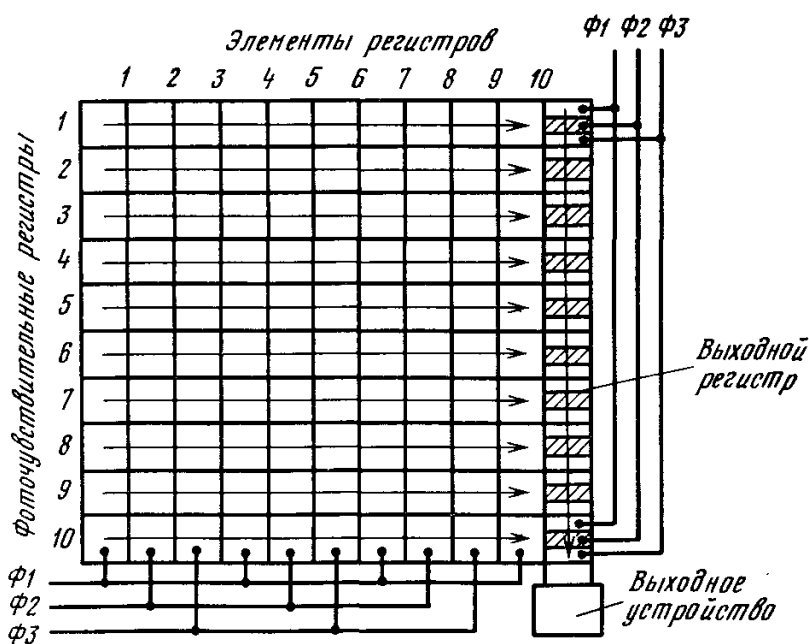 Элементы регистров
Ф1 Ф2 Ф3
1 2 3 4 5 6 7 8 9 10
Фоточувствительные регистры
1
2
3
4
5
6
7
8
9
10
Выходной
регистр
Ф1
Ф2
Ф3
Выходное
устройство